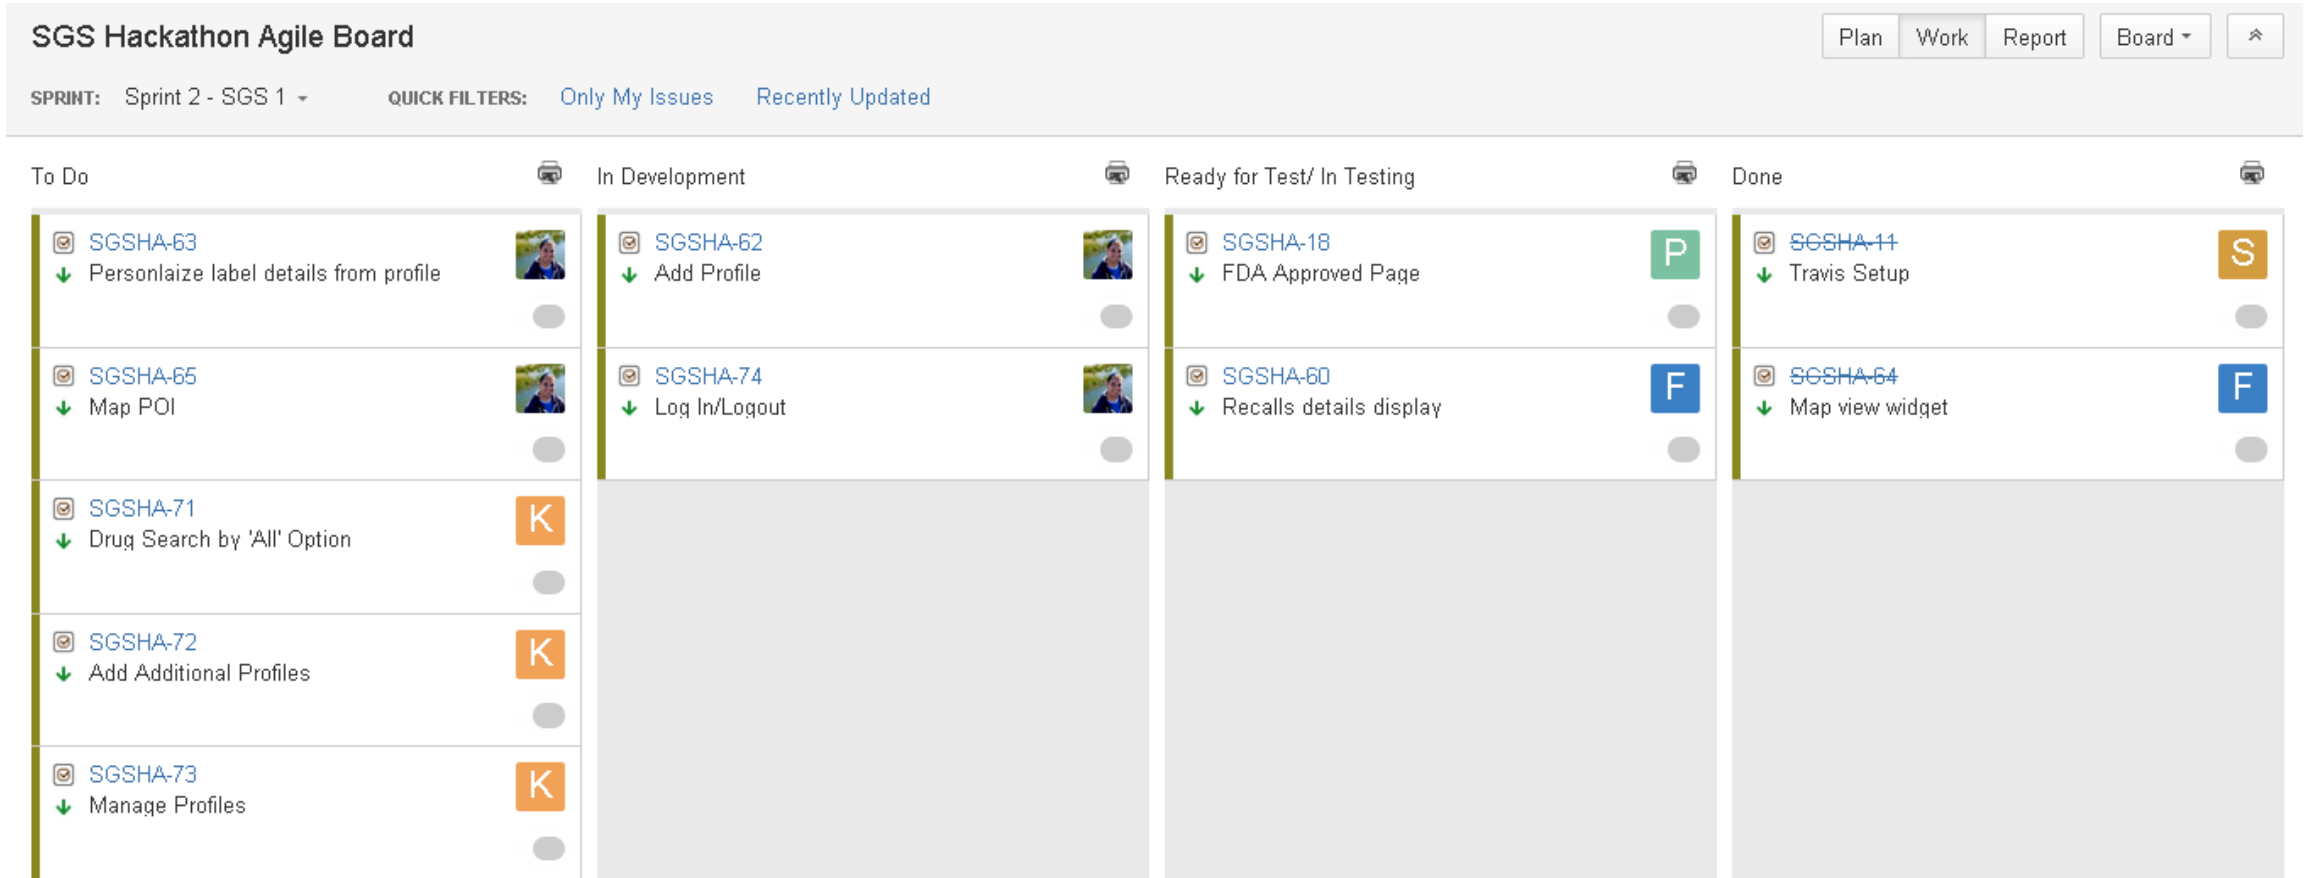 SGS Hackathon Agile Board
Plan Work Report Board
SPRINT: Sprint 2 - SGS 1 QUICK FILTERS: Only My Issues Recently Updated
To Do
SGSHA-63
Personlaize label details from profile
SGSHA-65
Map POI
SGSHA-71
K
Drug Search by 'All' Option
SGSHA-72
K
Add Additional Profiles
SGSHA-73
K
Manage Profiles
In Development
SGSHA-62
Add Profile
SGSHA-74
Log In/Logout
Ready for Test/ In Testing
SGSHA-18
P
FDA Approved Page
SGSHA-60
F
Recalls details display
Done
SGSHA-11
S
Travis Setup
SGSHA-64
F
Map view widget